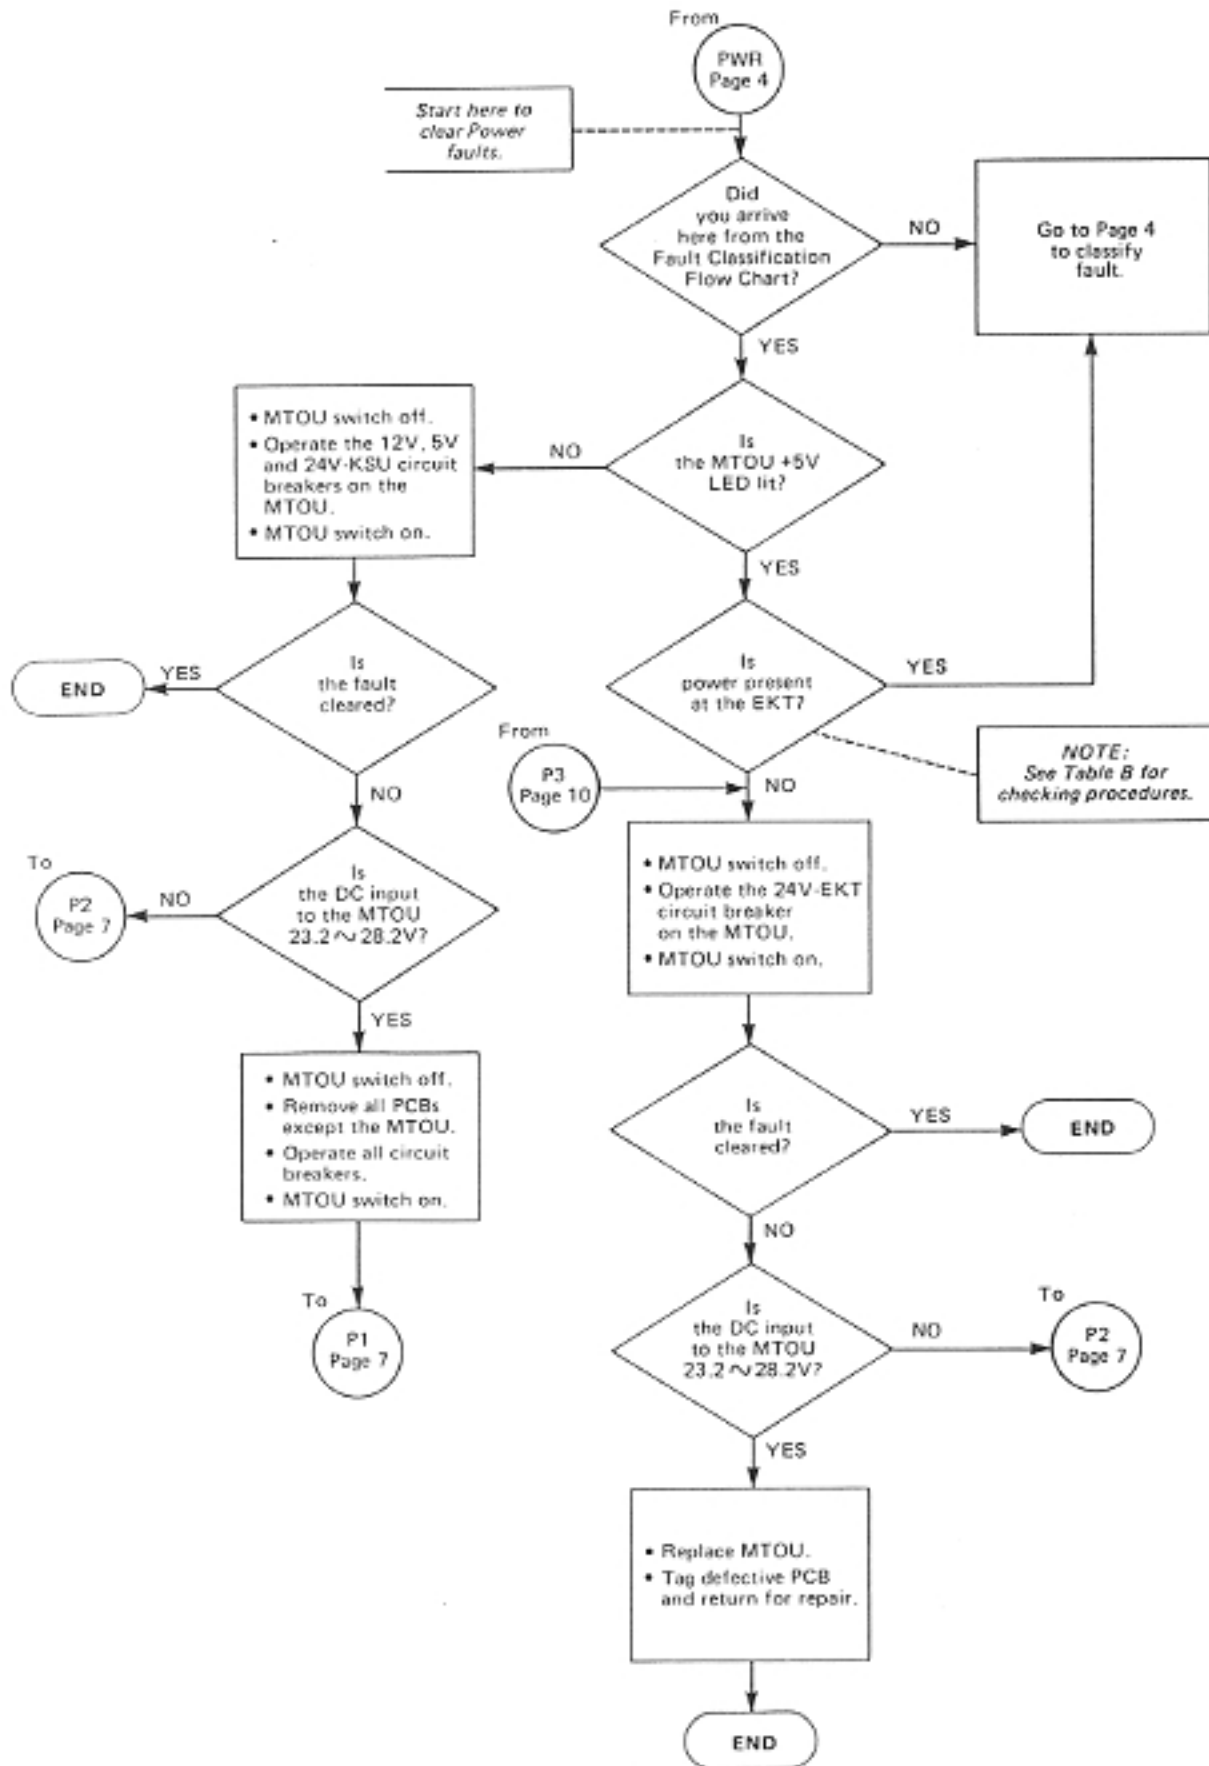 From
PWR
Page 4
Start here to
clear Power
faults.
Did
you arrive
here from the
Fault Classification
Flow Chart?
NO
Go to Page 4
to classify
fault.
YES
• MTOU switch off.
• Operate the 12V, 5V
and 24V-KSU circuit
breakers on the
MTOU.
• MTOU switch on.
NO
Is
the MTOU +5V
LED lit?
YES
END
YES
Is
the fault
cleared?
Is
power present
at the EKT?
YES
From
P3
Page 10
NO
NOTE:
See Table B for
checking procedures.
NO
To
P2
Page 7
NO
Is
the DC input
to the MTOU
23.2 ~ 28.2V?
• MTOU switch off.
• Operate the 24V-EKT
circuit breaker
on the MTOU.
• MTOU switch on.
YES
• MTOU switch off.
• Remove all PCBs
except the MTOU.
• Operate all circuit
breakers.
• MTOU switch on.
Is
the fault
cleared?
YES
END
NO
To
P1
Page 7
Is
the DC input
to the MTOU
23.2 ~ 28.2V?
NO
To
P2
Page 7
YES
• Replace MTOU.
• Tag defective PCB
and return for repair.
END